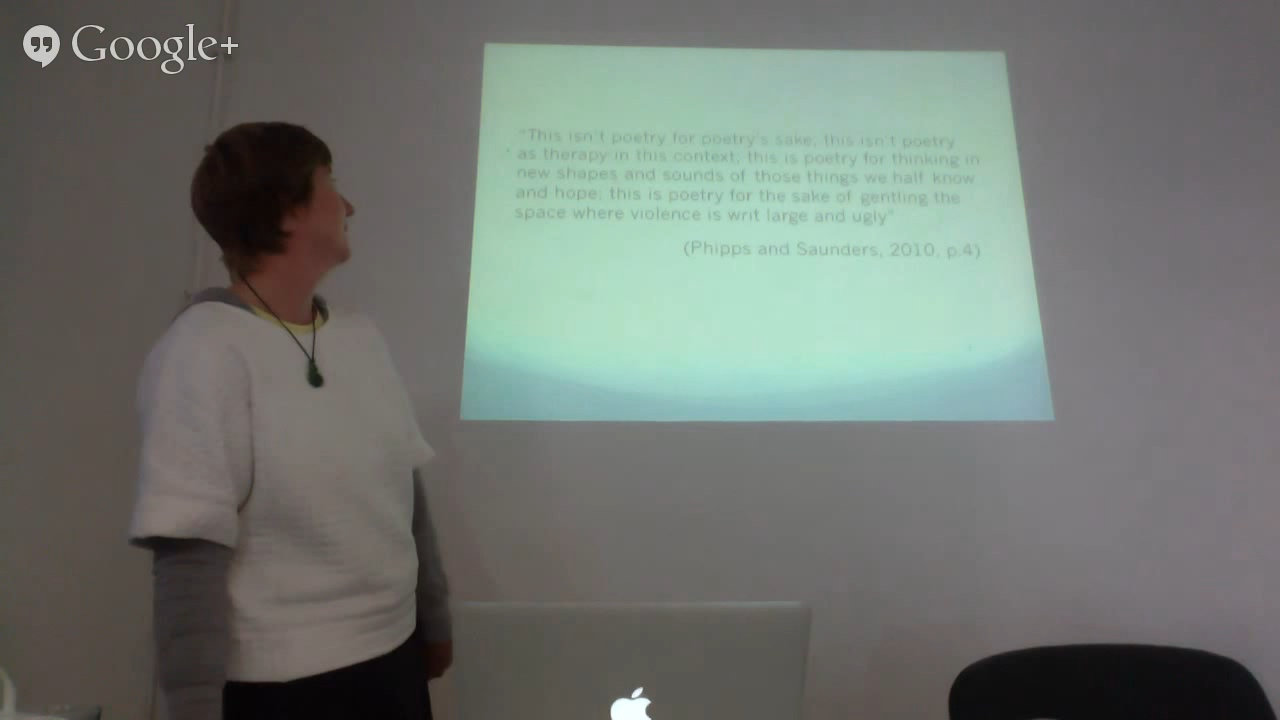 Google+
"This isn't poetry for poetry's sake; this isn't poetry
as therapy in this context; this is poetry for thinking in
new shapes and sounds of those things we half know
and hope; this is poetry for the sake of gentling the
space where violence is writ large and ugly"
(Phipps and Saunders, 2010, p.4)